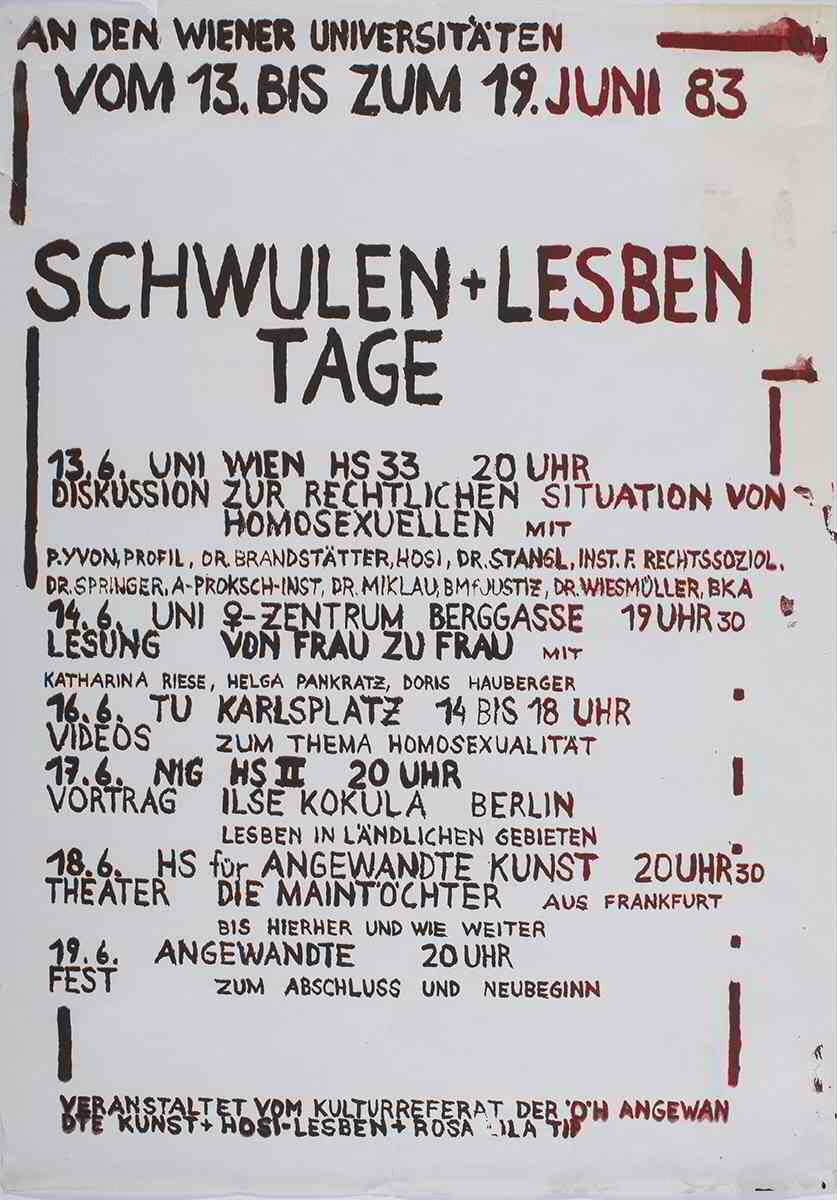 AN DEN WIENER UNIVERSITÄTEN
VOM 13. BIS ZUM 19. JUNI 83
SCHWULEN + LESBEN
TAGE
13.6. UNI WIEN HS 33 20 UHR
DISKUSSION ZUR RECHTLICHEN SITUATION VON
HOMOSEXUELLEN MIT
P. YVON, PROFIL, DR. BRANDSTÄTTER, HOSI, DR. STANGL, INST. F. RECHTSSOZIOL.
DR. SPRINGER, A-PROKSCH-INST, DR. MIKLAU, BMfJUSTIZ, DR. WIESMÜLLER, BKA
14.6. UNI ♀-ZENTRUM BERGGASSE 19 UHR 30
LESUNG VON FRAU ZU FRAU MIT
KATHARINA RIESE, HELGA PANKRATZ, DORIS HAUBERGER
16.6. TU KARLSPLATZ 14 BIS 18 UHR
VIDEOS ZUM THEMA HOMOSEXUALITÄT
17.6. NIG HS II 20 UHR
VORTRAG ILSE KOKULA BERLIN
LESBEN IN LÄNDLICHEN GEBIETEN
18.6. HS für ANGEWANDTE KUNST 20 UHR 30
THEATER DIE MAINTÖCHTER AUS FRANKFURT
BIS HIERHER UND WIE WEITER
19.6. ANGEWANDTE 20 UHR
FEST ZUM ABSCHLUSS UND NEUBEGINN
VERANSTALTET VOM KULTURREFERAT DER ÖH ANGEWAN
DTE KUNST + HOSI-LESBEN + ROSA LILA TIP